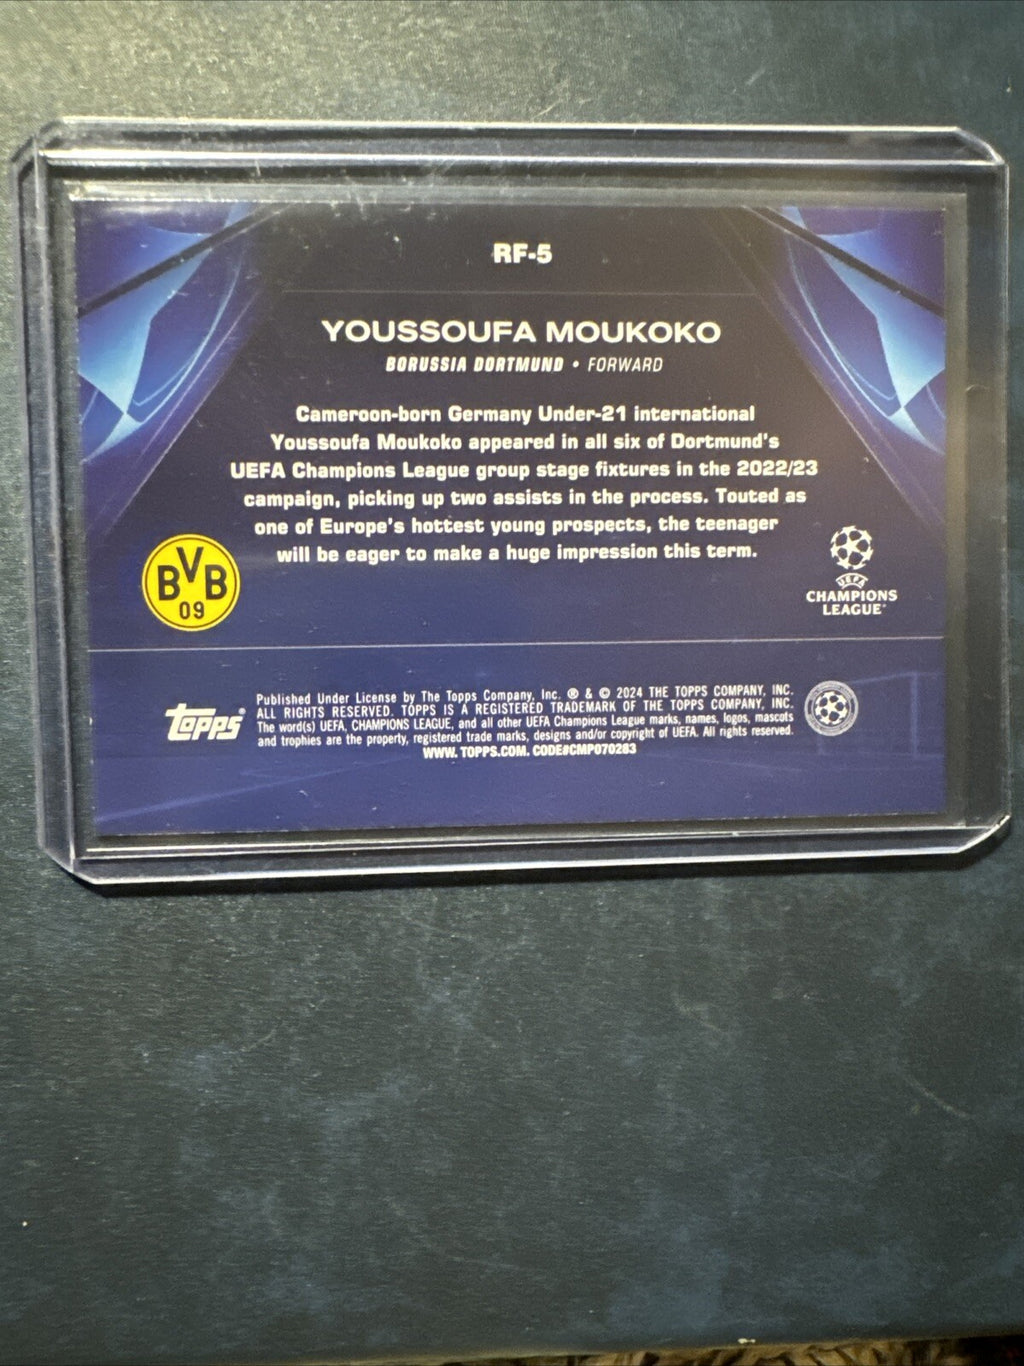 RF-5
YOUSSOUFA MOUKOKO
BORUSSIA DORTMUND • FORWARD
Cameroon-born Germany Under-21 international
Youssoufa Moukoko appeared in all six of Dortmund's
UEFA Champions League group stage fixtures in the 2022/23
campaign, picking up two assists in the process. Touted as
one of Europe's hottest young prospects, the teenager
will be eager to make a huge impression this term.
BVB
09
UEFA
CHAMPIONS
LEAGUE
topps®
Published Under License by The Topps Company, Inc. ® & © 2024 THE TOPPS COMPANY, INC.
ALL RIGHTS RESERVED. TOPPS IS A REGISTERED TRADEMARK OF THE TOPPS COMPANY, INC.
The word(s) UEFA, CHAMPIONS LEAGUE, and all other UEFA Champions League marks, names, logos, mascots
and trophies are the property, registered trade marks, designs and/or copyright of UEFA. All rights reserved.
WWW. TOPPS.COM. CODE#CMP070283